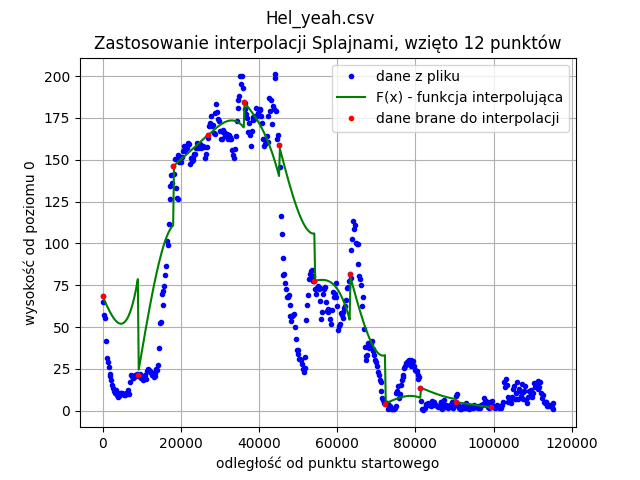 Hel_yeah.csv
Zastosowanie interpolacji Splajnami, wzięto 12 punktów
dane z pliku
F(x) - funkcja interpolująca
dane brane do interpolacji
wysokość od poziomu 0
200
175
150
125
100
75
50
25
0
0 20000 40000 60000 80000 100000 120000
odległość od punktu startowego